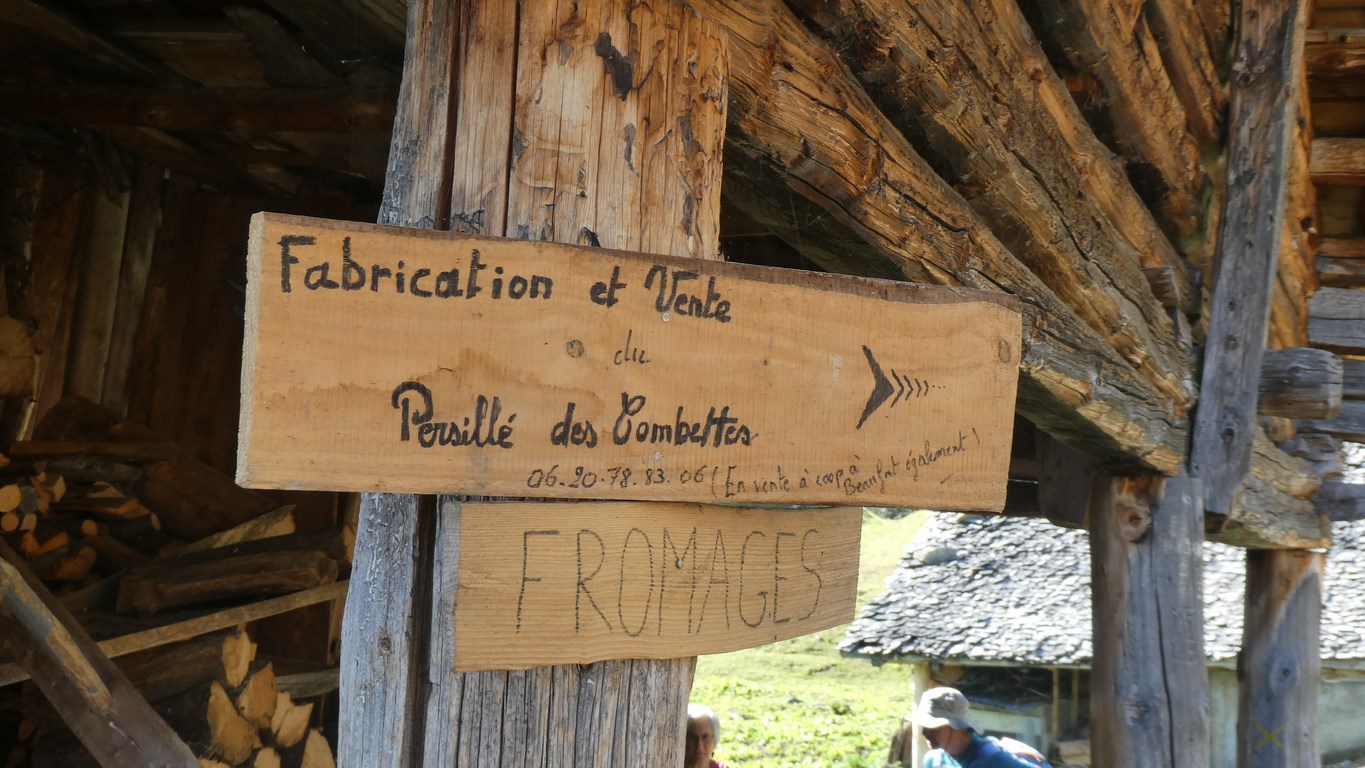 Fabrication et Vente
du
Persillé des Combettes
06.20.78.83.06 (En vente à coop à
Beaufort également !
FROMAGES